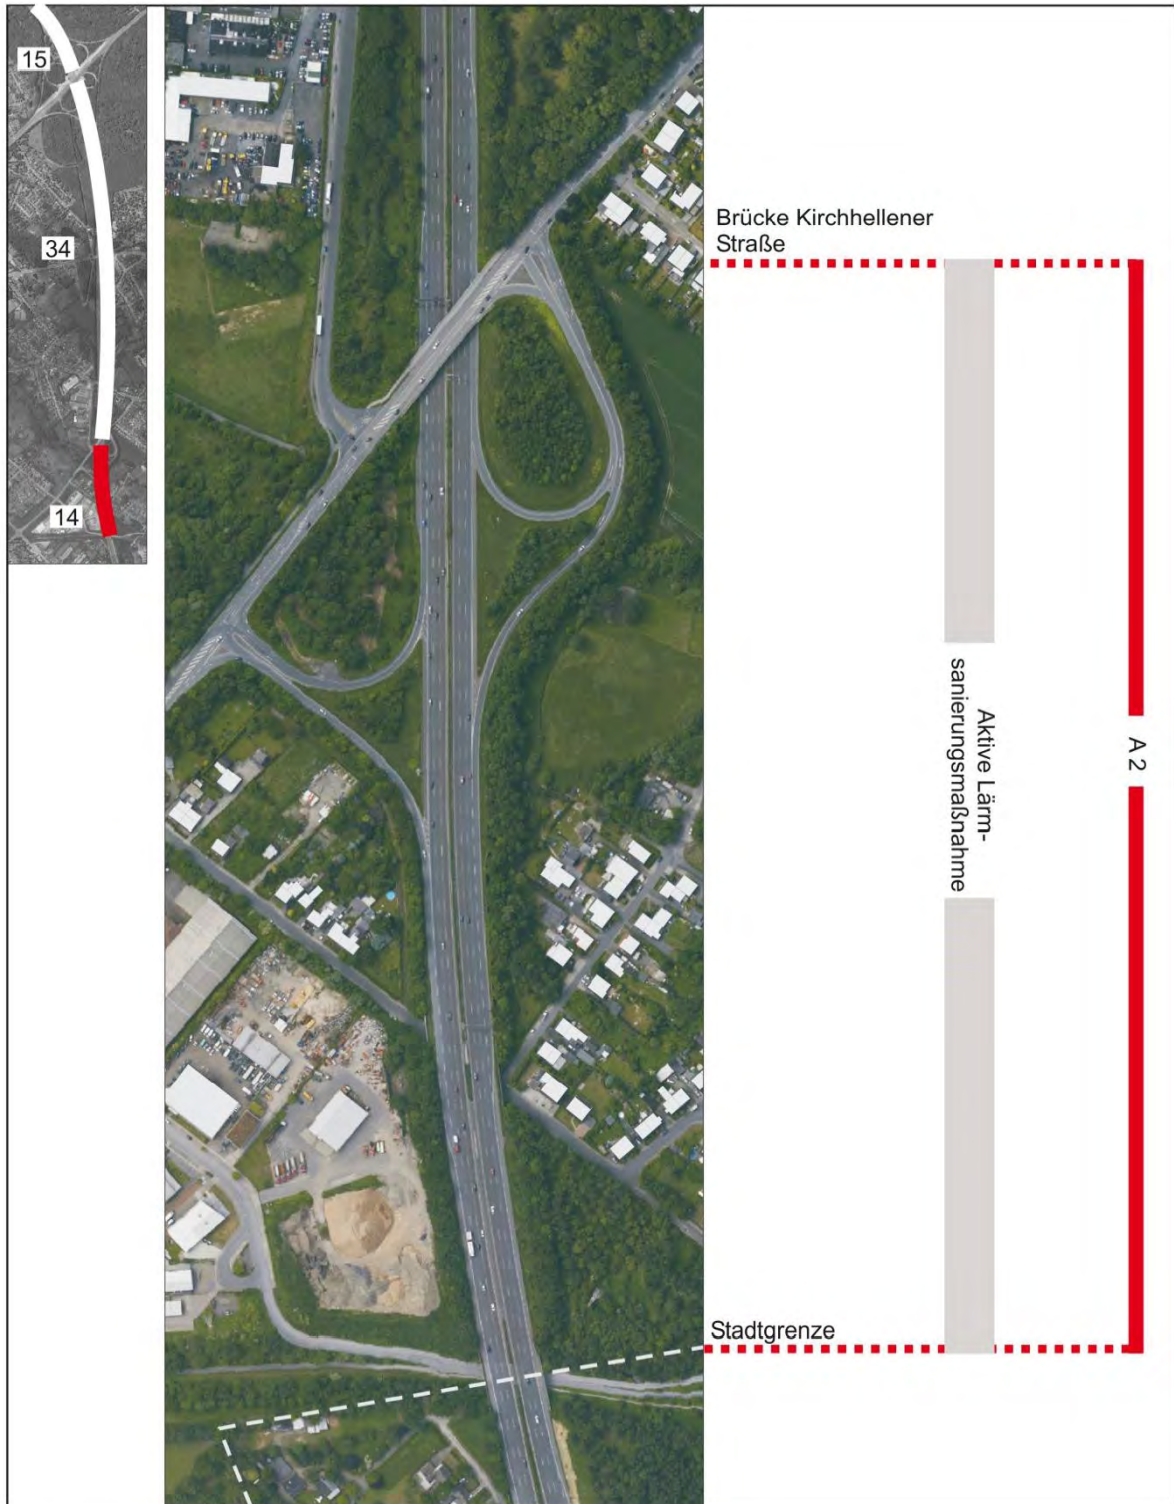 15
34
14
Brücke Kirchhellener
Straße
Aktive Lärm-
sanierungsmaßnahme
A 2
Stadtgrenze